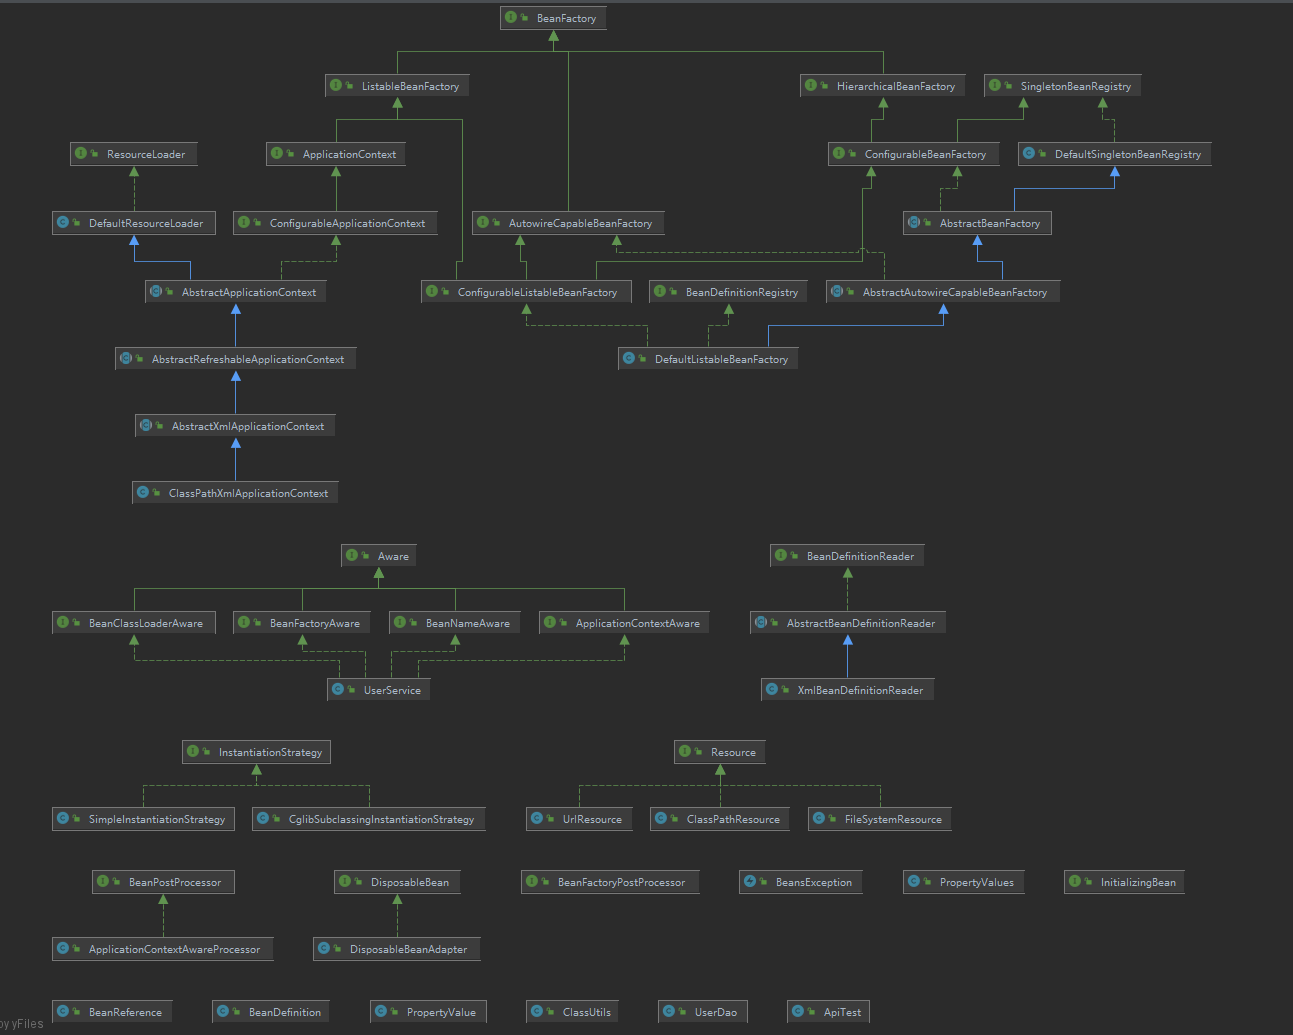 BeanFactory
ListableBeanFactory
HierarchicalBeanFactory
SingletonBeanRegistry
ResourceLoader
ApplicationContext
ConfigurableBeanFactory
DefaultSingletonBeanRegistry
DefaultResourceLoader
ConfigurableApplicationContext
AutowireCapableBeanFactory
AbstractBeanFactory
AbstractApplicationContext
ConfigurableListableBeanFactory
BeanDefinitionRegistry
AbstractAutowireCapableBeanFactory
AbstractRefreshableApplicationContext
DefaultListableBeanFactory
AbstractXmlApplicationContext
ClassPathXmlApplicationContext
Aware
BeanDefinitionReader
BeanClassLoaderAware
BeanFactoryAware
BeanNameAware
ApplicationContextAware
AbstractBeanDefinitionReader
UserService
XmlBeanDefinitionReader
InstantiationStrategy
Resource
SimpleInstantiationStrategy
CglibSubclassingInstantiationStrategy
UrlResource
ClassPathResource
FileSystemResource
BeanPostProcessor
DisposableBean
BeanFactoryPostProcessor
BeansException
PropertyValues
InitializingBean
ApplicationContextAwareProcessor
DisposableBeanAdapter
BeanReference
BeanDefinition
PropertyValue
ClassUtils
UserDao
ApiTest
by yFiles